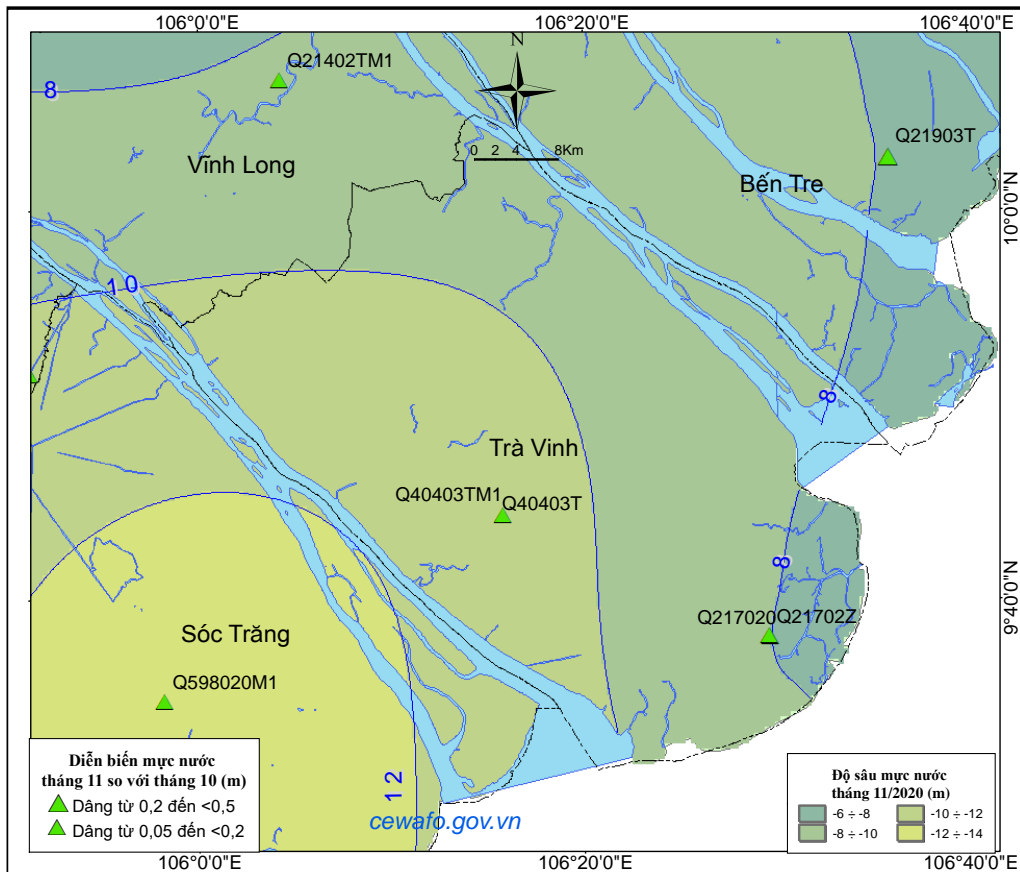 106°0'0"E 106°20'0"E 106°40'0"E
N
Q21402TM1
8
0 2 4 8Km
Q21903T
Vĩnh Long
Bến Tre
10°0'0"N
10
8
Trà Vinh
Q40403TM1 Q40403T
8
9°40'0"N
Q217020 Q21702Z
Sóc Trăng
Q598020M1
12
Diễn biến mực nước
tháng 11 so với tháng 10 (m)
Dâng từ 0,2 đến <0,5
Dâng từ 0,05 đến <0,2
cewafo.gov.vn
Độ sâu mực nước
tháng 11/2020 (m)
-6 ÷ -8 -10 ÷ -12
-8 ÷ -10 -12 ÷ -14
106°0'0"E 106°20'0"E 106°40'0"E